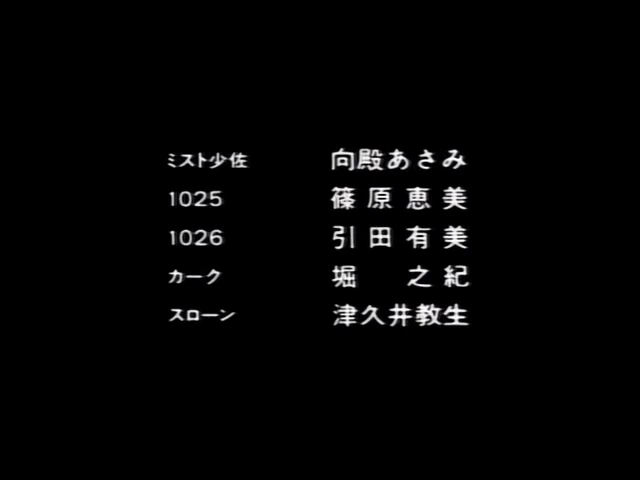 ミスト少佐 向殿あさみ
1025 篠原恵美
1026 引田有美
カーク 堀 之紀
スローン 津久井教生